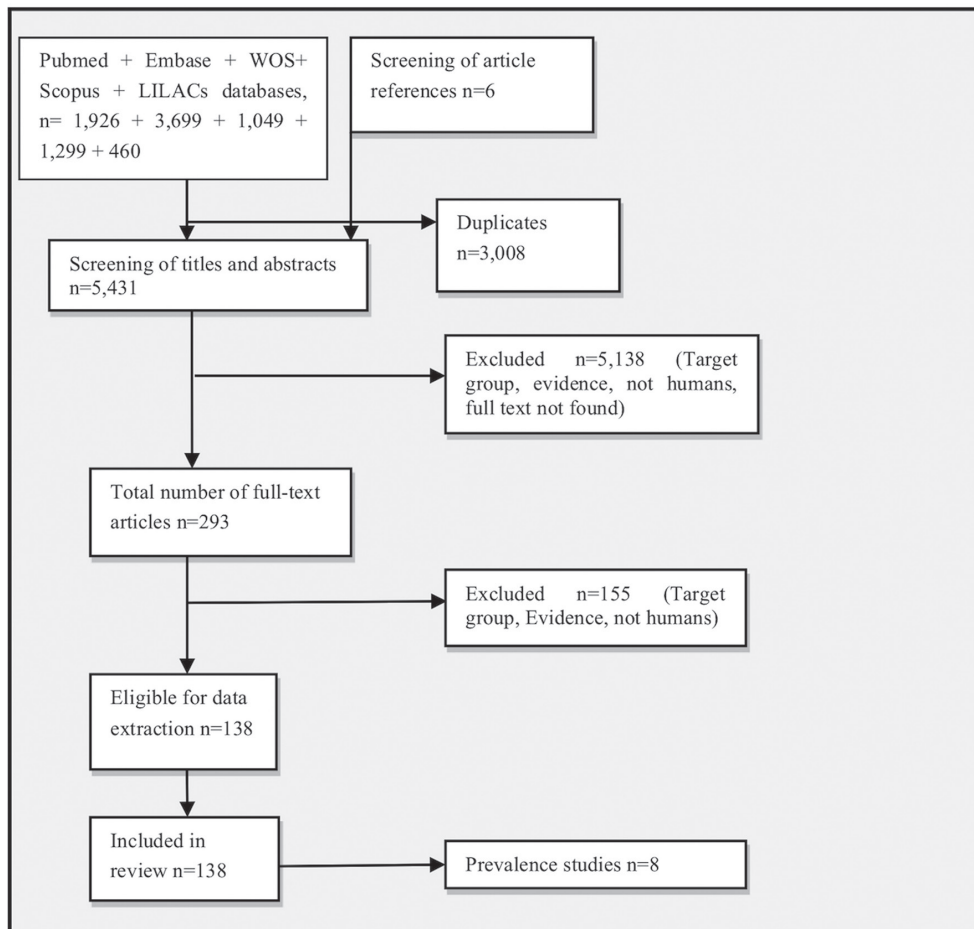 Pubmed + Embase + WOS+
Scopus + LILACs databases,
n= 1,926 + 3,699 + 1,049 +
1,299 + 460
Screening of article
references n=6
Duplicates
n=3,008
Screening of titles and abstracts
n=5,431
Excluded n=5,138 (Target
group, evidence, not humans,
full text not found)
Total number of full-text
articles n=293
Excluded n=155 (Target
group, Evidence, not humans)
Eligible for data
extraction n=138
Included in
review n=138
Prevalence studies n=8